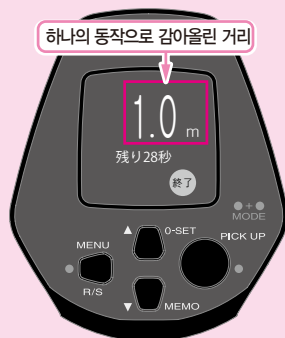 하나의 동작으로 감아올린 거리
1.0 m
残り28秒
終了
MODE
▲ 0-SET
PICK UP
MENU
R/S
▼ MEMO